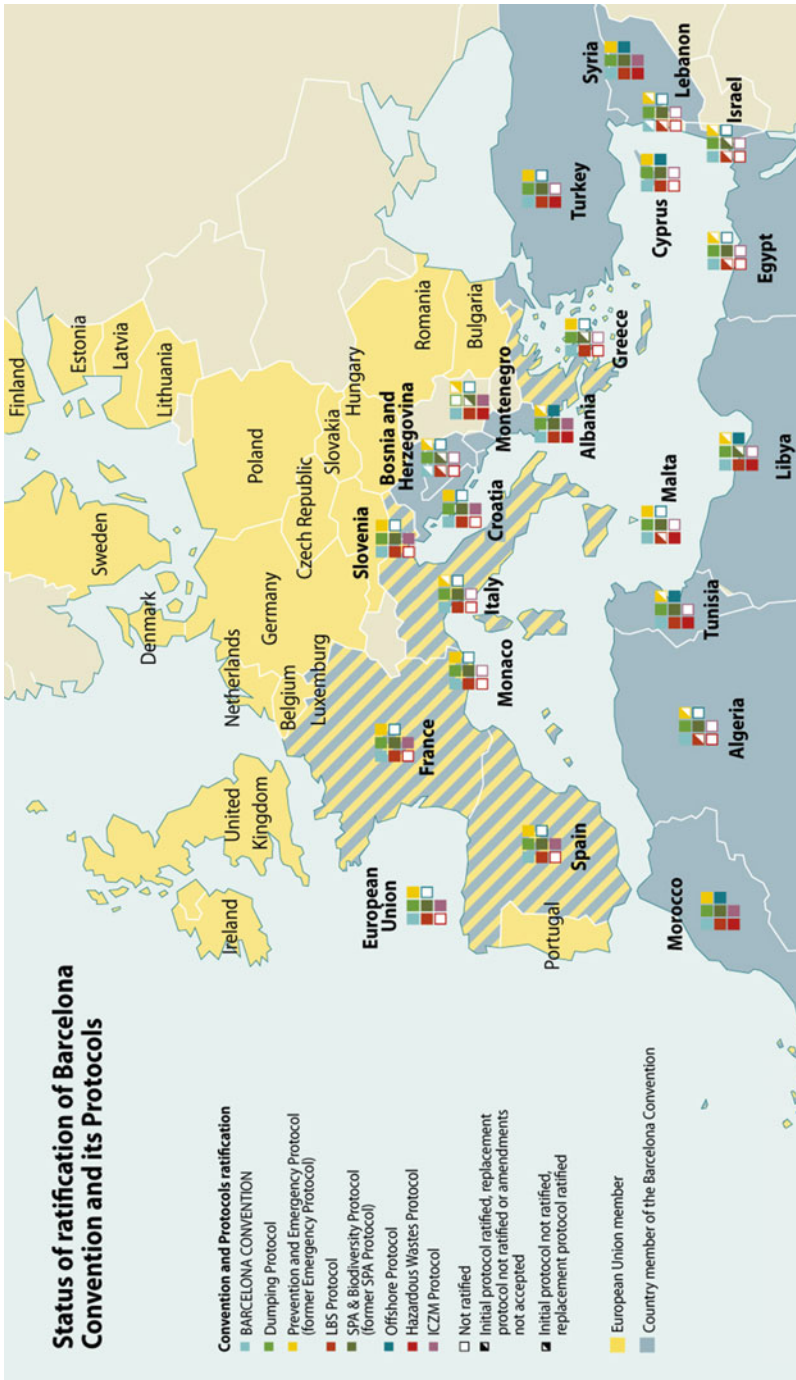 Status of ratification of Barcelona
Convention and its Protocols
Convention and Protocols ratification
BARCELONA CONVENTION
Dumping Protocol
Prevention and Emergency Protocol
(former Emergency Protocol)
LBS Protocol
SPA & Biodiversity Protocol
(former SPA Protocol)
Offshore Protocol
Hazardous Wastes Protocol
ICZM Protocol
Not ratified
Initial protocol ratified, replacement
protocol not ratified or amendments
not accepted
Initial protocol not ratified,
replacement protocol ratified
European Union member
Country member of the Barcelona Convention
Finland
Sweden
Estonia
Latvia
Lithuania
Denmark
Ireland
United
Kingdom
Netherlands
Belgium
Luxemburg
Germany
Poland
Czech Republic
Slovakia
Hungary
Romania
Bulgaria
European
Union
France
Slovenia
Bosnia and
Herzegovina
Croatia
Montenegro
Monaco
Italy
Albania
Portugal
Spain
Greece
Turkey
Syria
Malta
Cyprus
Lebanon
Morocco
Algeria
Tunisia
Libya
Egypt
Israel